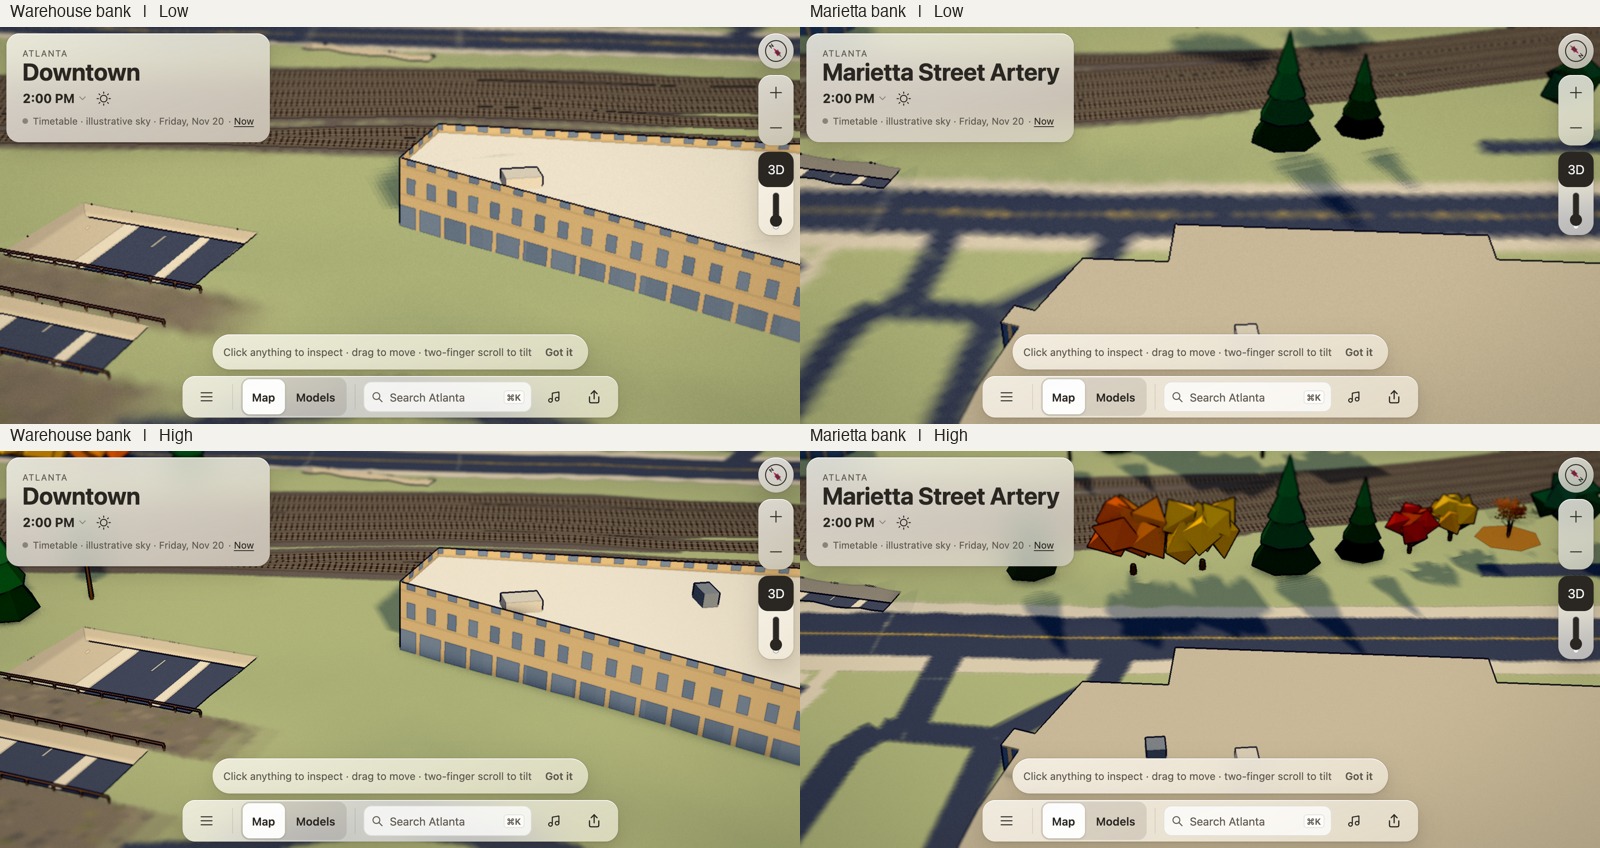 Warehouse bank | Low
ATLANTA
Downtown
2:00 PM
Timetable · illustrative sky · Friday, Nov 20 · Now
3D
Click anything to inspect · drag to move · two-finger scroll to tilt Got it
Map Models Search Atlanta ⌘K
Marietta bank | Low
ATLANTA
Marietta Street Artery
2:00 PM
Timetable · illustrative sky · Friday, Nov 20 · Now
3D
Click anything to inspect · drag to move · two-finger scroll to tilt Got it
Map Models Search Atlanta ⌘K
Warehouse bank | High
ATLANTA
Downtown
2:00 PM
Timetable · illustrative sky · Friday, Nov 20 · Now
3D
Click anything to inspect · drag to move · two-finger scroll to tilt Got it
Map Models Search Atlanta ⌘K
Marietta bank | High
ATLANTA
Marietta Street Artery
2:00 PM
Timetable · illustrative sky · Friday, Nov 20 · Now
3D
Click anything to inspect · drag to move · two-finger scroll to tilt Got it
Map Models Search Atlanta ⌘K